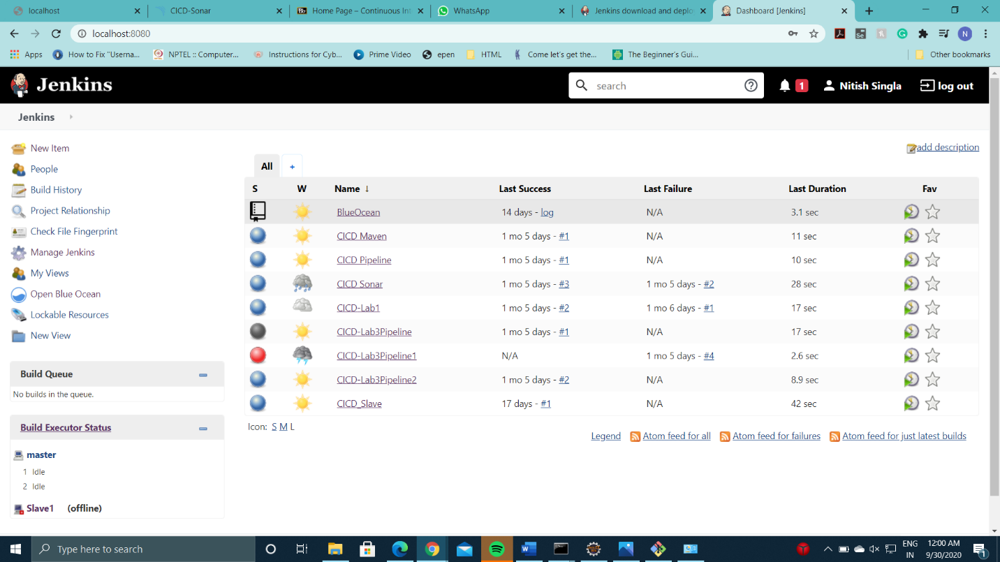 localhost
CICD-Sonar
Home Page – Continuous Int
WhatsApp
Jenkins download and deplo
Dashboard [Jenkins]
localhost:8080
Apps
How to Fix "Userna...
NPTEL :: Computer...
Instructions for Cyb...
Prime Video
epen
HTML
Come let's get the...
The Beginner's Gui...
Other bookmarks
Jenkins
search
1
Nitish Singla
log out
Jenkins
New Item
People
Build History
Project Relationship
Check File Fingerprint
Manage Jenkins
My Views
Open Blue Ocean
Lockable Resources
New View
Build Queue
No builds in the queue.
Build Executor Status
master
1 Idle
2 Idle
Slave1 (offline)
add description
All +
S W Name ↓ Last Success Last Failure Last Duration Fav
BlueOcean 14 days - log N/A 3.1 sec
CICD Maven 1 mo 5 days - #1 N/A 11 sec
CICD Pipeline 1 mo 5 days - #1 N/A 10 sec
CICD Sonar 1 mo 5 days - #3 1 mo 5 days - #2 28 sec
CICD-Lab1 1 mo 5 days - #2 1 mo 6 days - #1 17 sec
CICD-Lab3Pipeline 1 mo 5 days - #1 N/A 17 sec
CICD-Lab3Pipeline1 N/A 1 mo 5 days - #4 2.6 sec
CICD-Lab3Pipeline2 1 mo 5 days - #2 N/A 8.9 sec
CICD_Slave 17 days - #1 N/A 42 sec
Icon: S M L
Legend Atom feed for all Atom feed for failures Atom feed for just latest builds
Type here to search
ENG
IN
12:00 AM
9/30/2020
1